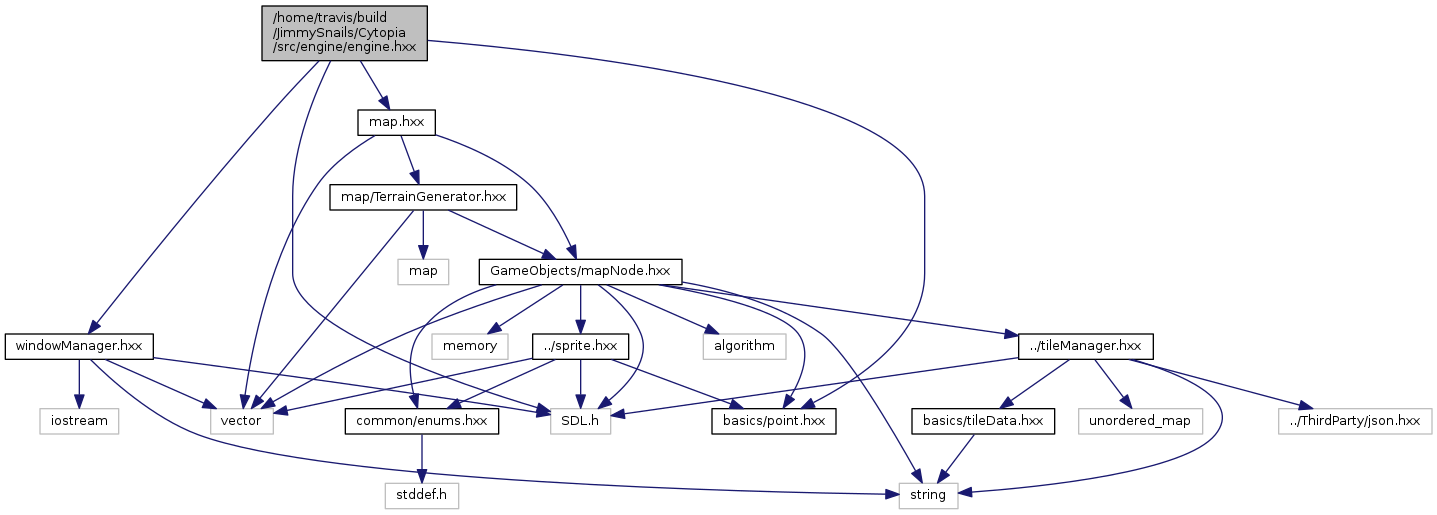 /home/travis/build
/JimmySnails/Cytopia
/src/engine/engine.hxx
map.hxx
map/TerrainGenerator.hxx
map
GameObjects/mapNode.hxx
windowManager.hxx
memory
../sprite.hxx
algorithm
../tileManager.hxx
iostream
vector
common/enums.hxx
SDL.h
basics/point.hxx
basics/tileData.hxx
unordered_map
../ThirdParty/json.hxx
stddef.h
string